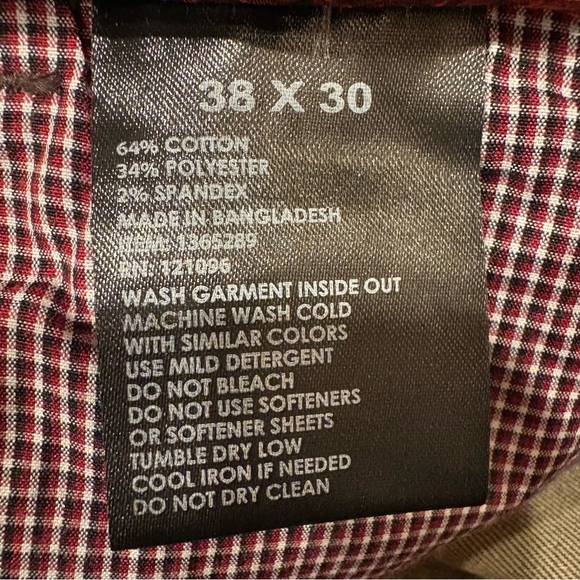 38 X 30
64% COTTON
34% POLYESTER
2% SPANDEX
MADE IN BANGLADESH
ITEM: 1365289
RN: 121096
WASH GARMENT INSIDE OUT
MACHINE WASH COLD
WITH SIMILAR COLORS
USE MILD DETERGENT
DO NOT BLEACH
DO NOT USE SOFTENERS
OR SOFTENER SHEETS
TUMBLE DRY LOW
COOL IRON IF NEEDED
DO NOT DRY CLEAN